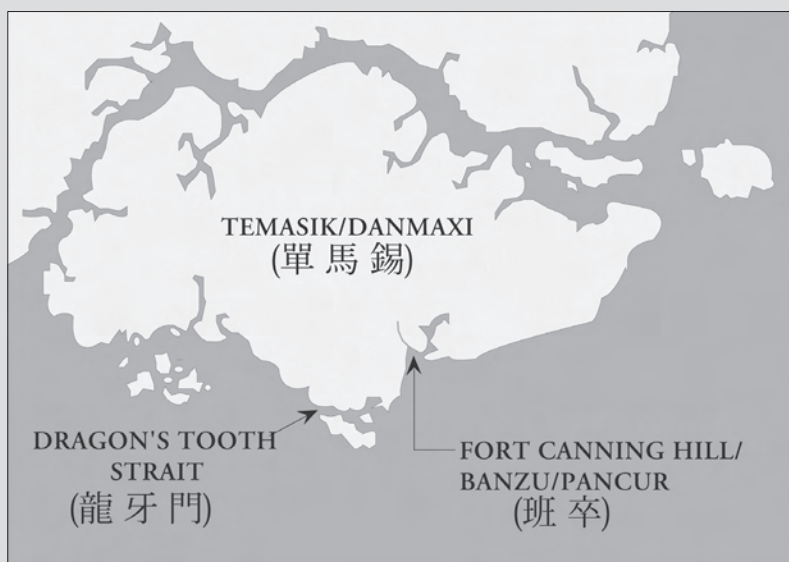 TEMASIK/DANMAXI
(單 馬 錫)
DRAGON'S TOOTH
STRAIT
(龍 牙 門)
FORT CANNING HILL/
BANZU/PANCUR
(班 卒)